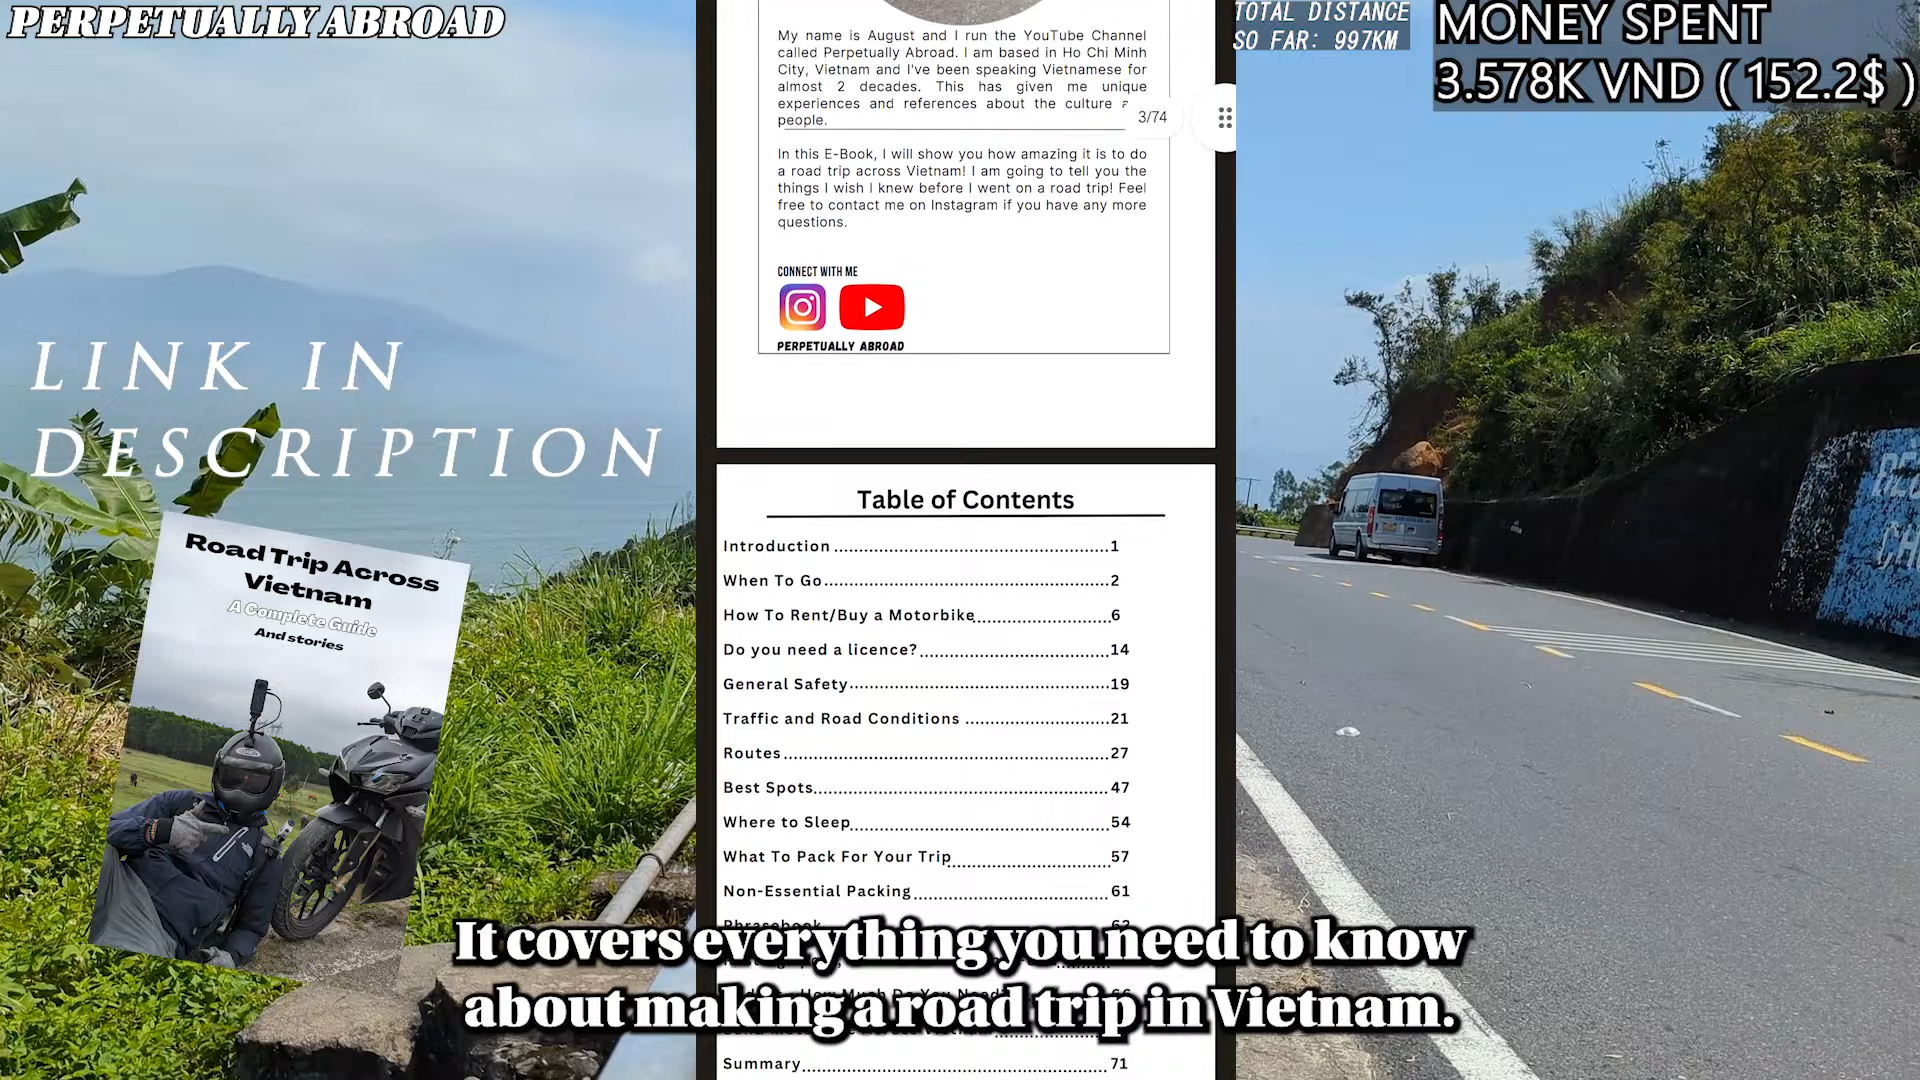 PERPETUALLY ABROAD
TOTAL DISTANCE
SO FAR: 997KM
MONEY SPENT
3.578K VND ( 152.2$ )
My name is August and I run the YouTube Channel
called Perpetually Abroad. I am based in Ho Chi Minh
City, Vietnam and I've been speaking Vietnamese for
almost 2 decades. This has given me unique
experiences and references about the culture
people.
3/74
In this E-Book, I will show you how amazing it is to do
a road trip across Vietnam! I am going to tell you the
things I wish I knew before I went on a road trip! Feel
free to contact me on Instagram if you have any more
questions.
CONNECT WITH ME
PERPETUALLY ABROAD
LINK IN
DESCRIPTION
Road Trip Across
Vietnam
A Complete Guide
And stories
Table of Contents
Introduction ........................................1
When To Go........................................2
How To Rent/Buy a Motorbike........................................6
Do you need a licence?........................................14
General Safety........................................19
Traffic and Road Conditions ........................................21
Routes........................................27
Best Spots........................................47
Where to Sleep........................................54
What To Pack For Your Trip........................................57
Non-Essential Packing........................................61
Phrasebook
Summary........................................71
It covers everything you need to know
about making a road trip in Vietnam.